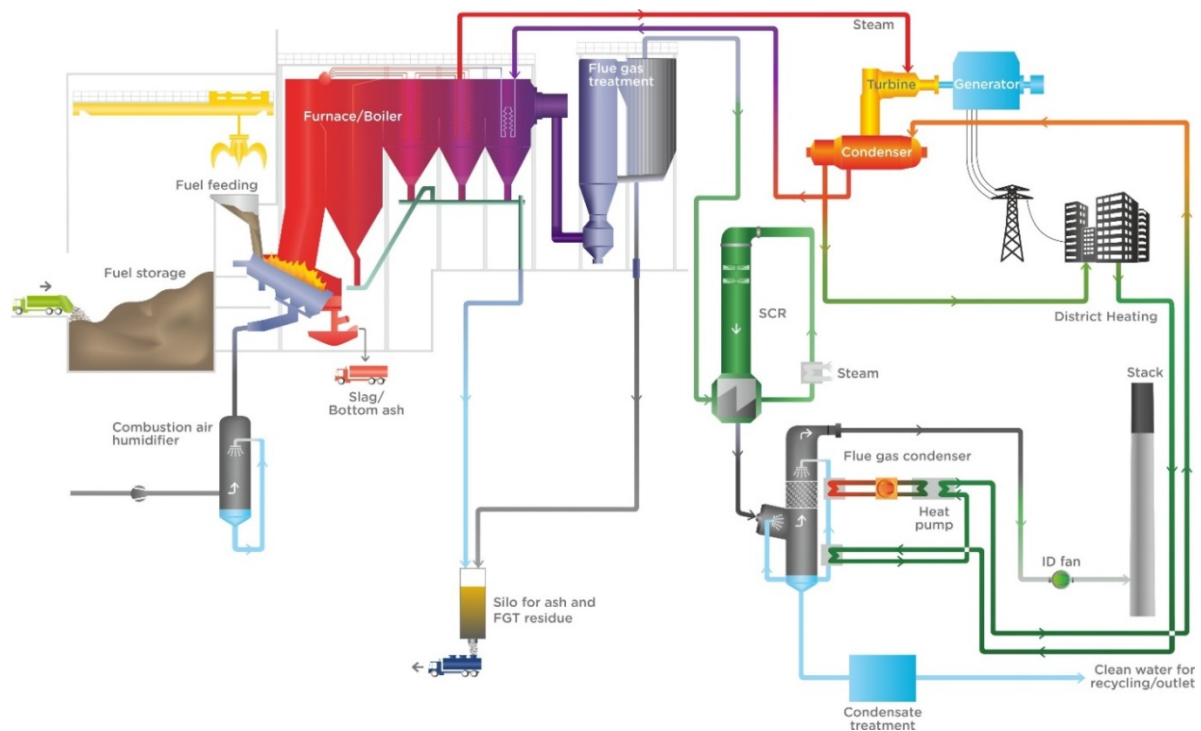 Steam
Flue gas
treatment
Turbine
Generator
Furnace/Boiler
Condenser
Fuel feeding
Fuel storage
SCR
District Heating
Steam
Stack
Slag/
Bottom ash
Combustion air
humidifier
Flue gas condenser
Heat
pump
ID fan
Silo for ash and
FGT residue
Clean water for
recycling/outlet
Condensate
treatment